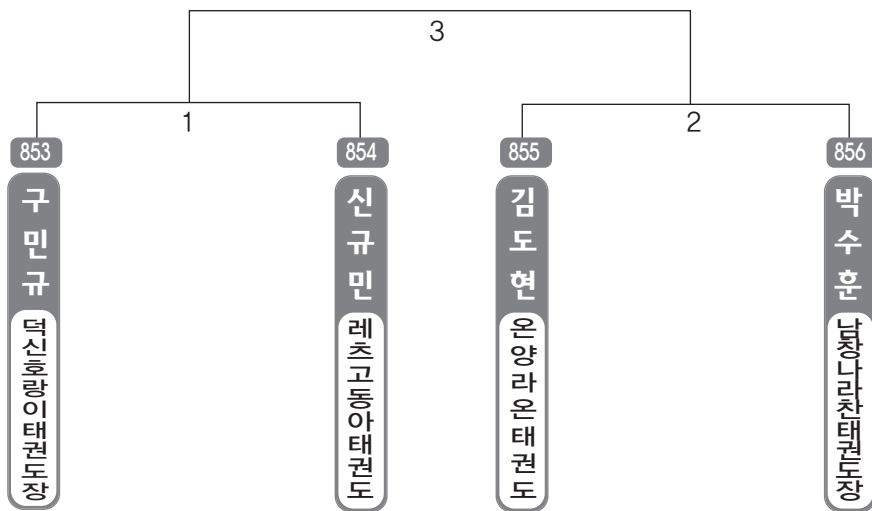 3
1
2
853
854
855
856
구민규
신규민
김도현
박수훈
덕신호랑이태권도장
레츠고동아태권도
온양라온태권도
남창나라찬태권도장